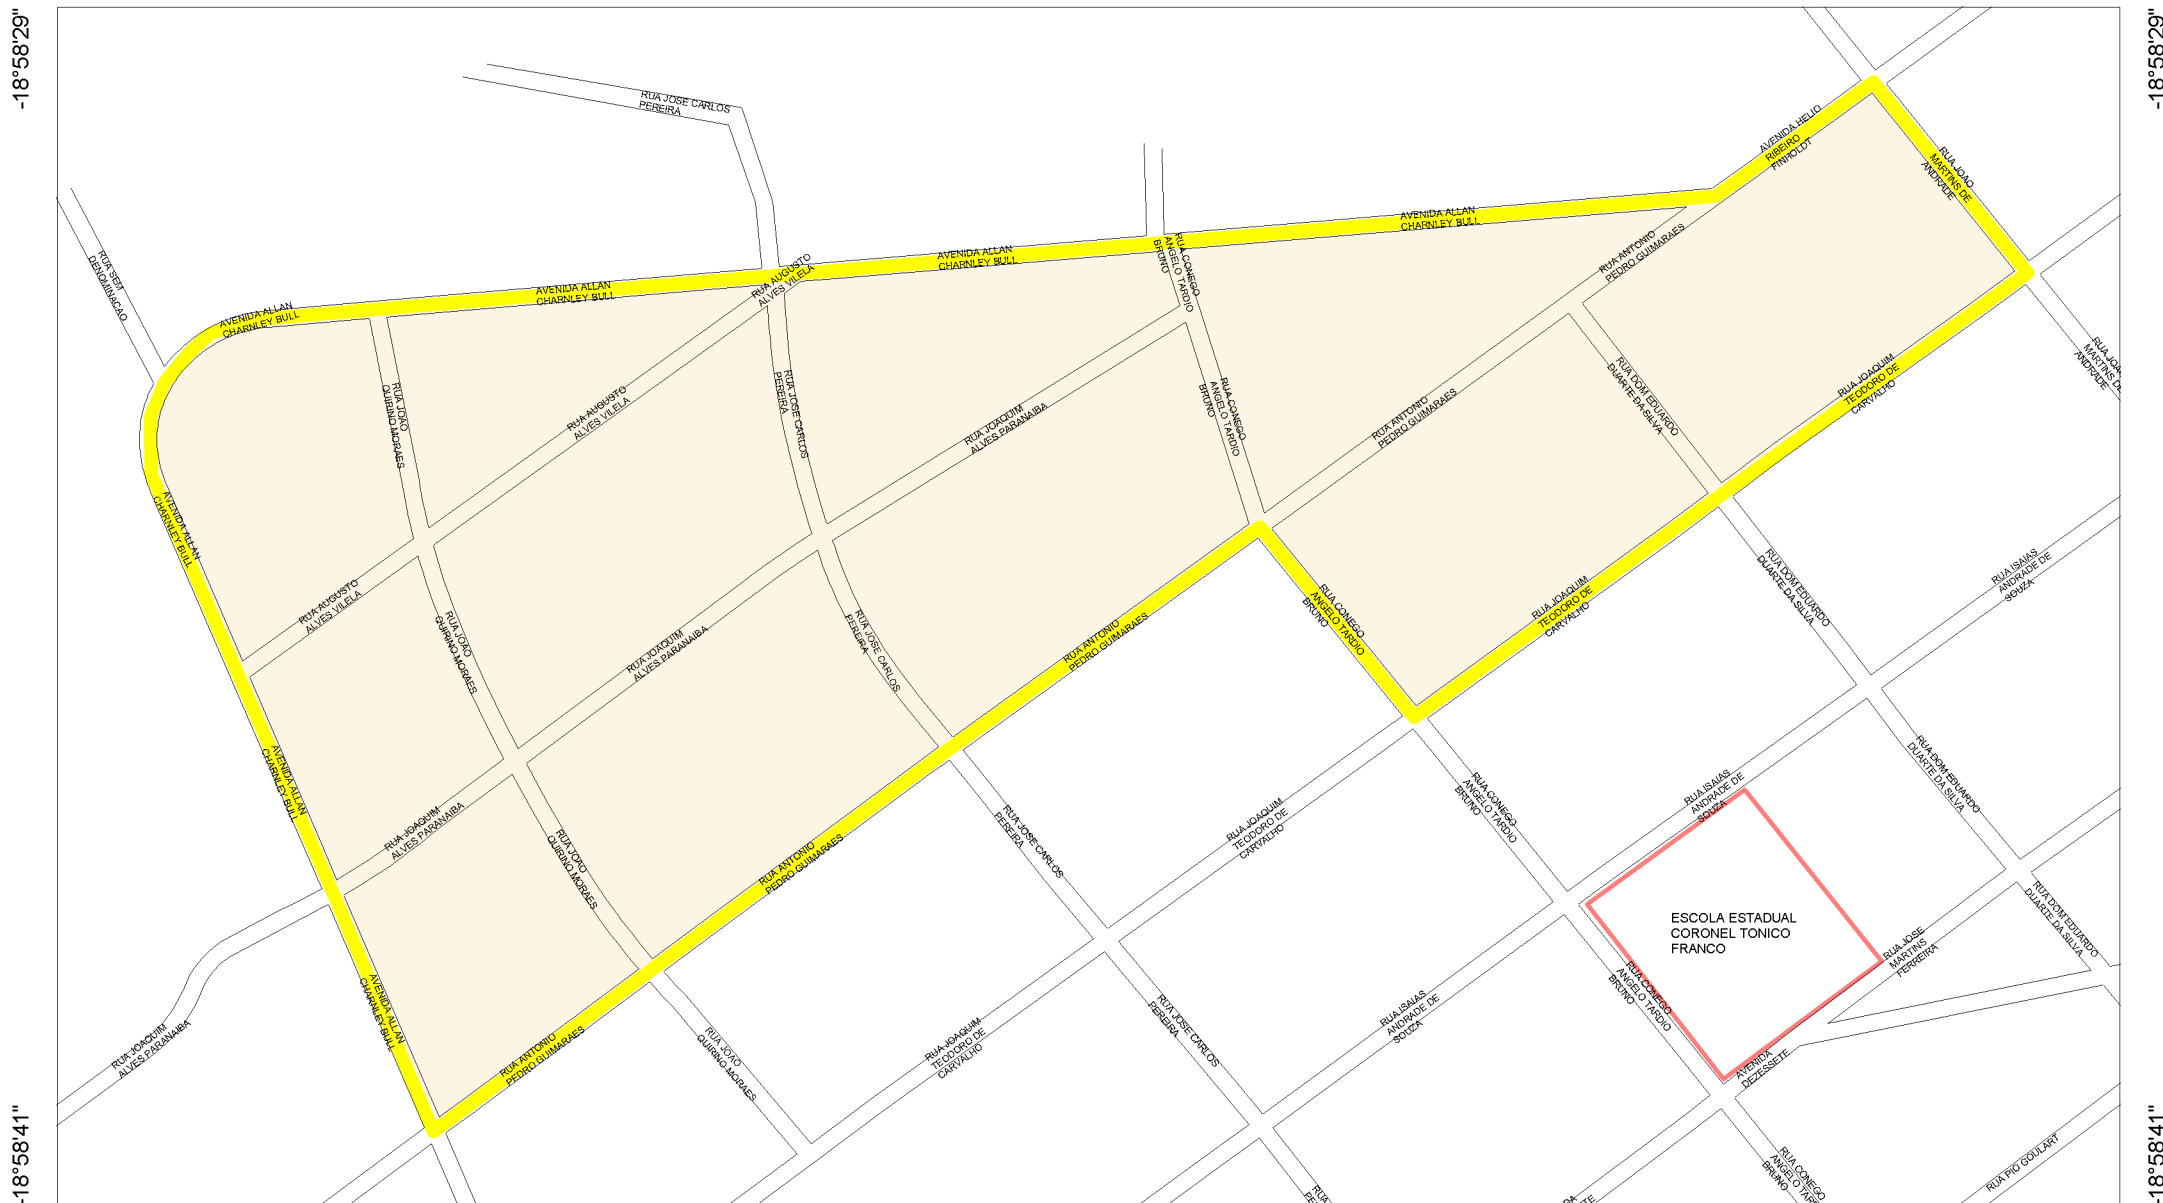 -18°58'29"
-18°58'29"
RUA JOSE CARLOS
PEREIRA
AVENIDA HELIO
RIBEIRO
FINHOLDT
RUA JOAO
MARTINS DE
ANDRADE
AVENIDA ALLAN
CHARNLEY BULL
AVENIDA ALLAN
CHARNLEY BULL
AVENIDA ALLAN
CHARNLEY BULL
AVENIDA ALLAN
CHARNLEY BULL
RUA SEM
DENOMINACAO
RUA AUGUSTO
ALVES VILELA
RUA CONEGO
ANGELO TARDIO
BRUNO
RUA ANTONIO
PEDRO GUIMARAES
RUA JOAO
MARTINS DE
ANDRADE
RUA JOAO
QUIRINO MORAES
RUA AUGUSTO
ALVES VILELA
RUA JOSE CARLOS
PEREIRA
RUA JOAQUIM
ALVES PARANAIBA
RUA CONEGO
ANGELO TARDIO
BRUNO
RUA ANTONIO
PEDRO GUIMARAES
RUA DOM EDUARDO
DUARTE DA SILVA
RUA JOAQUIM
TEODORO DE
CARVALHO
AVENIDA ALLAN
CHARNLEY BULL
RUA AUGUSTO
ALVES VILELA
RUA JOAO
QUIRINO MORAES
RUA JOAQUIM
ALVES PARANAIBA
RUA JOSE CARLOS
PEREIRA
RUA ANTONIO
PEDRO GUIMARAES
RUA CONEGO
ANGELO TARDIO
BRUNO
RUA JOAQUIM
TEODORO DE
CARVALHO
RUA DOM EDUARDO
DUARTE DA SILVA
RUA ISAIAS
ANDRADE DE
SOUZA
AVENIDA ALLAN
CHARNLEY BULL
RUA JOAQUIM
ALVES PARANAIBA
RUA JOAO
QUIRINO MORAES
RUA ANTONIO
PEDRO GUIMARAES
RUA JOSE CARLOS
PEREIRA
RUA JOAQUIM
TEODORO DE
CARVALHO
RUA CONEGO
ANGELO TARDIO
BRUNO
RUA ISAIAS
ANDRADE DE
SOUZA
RUA DOM EDUARDO
DUARTE DA SILVA
ESCOLA ESTADUAL
CORONEL TONICO
FRANCO
RUA JOSE
MARTINS
FERREIRA
RUA DOM EDUARDO
DUARTE DA SILVA
RUA JOAQUIM
ALVES PARANAIBA
AVENIDA ALLAN
CHARNLEY BULL
RUA ANTONIO
PEDRO GUIMARAES
RUA JOAO
QUIRINO MORAES
RUA JOAQUIM
TEODORO DE
CARVALHO
RUA JOSE CARLOS
PEREIRA
RUA ISAIAS
ANDRADE DE
SOUZA
RUA CONEGO
ANGELO TARDIO
BRUNO
AVENIDA
DEZESSETE
RUA CONEGO
ANGELO TAR
BRUNO
RUA PIO GOULART
RUA
-18°58'41"
-18°58'41"